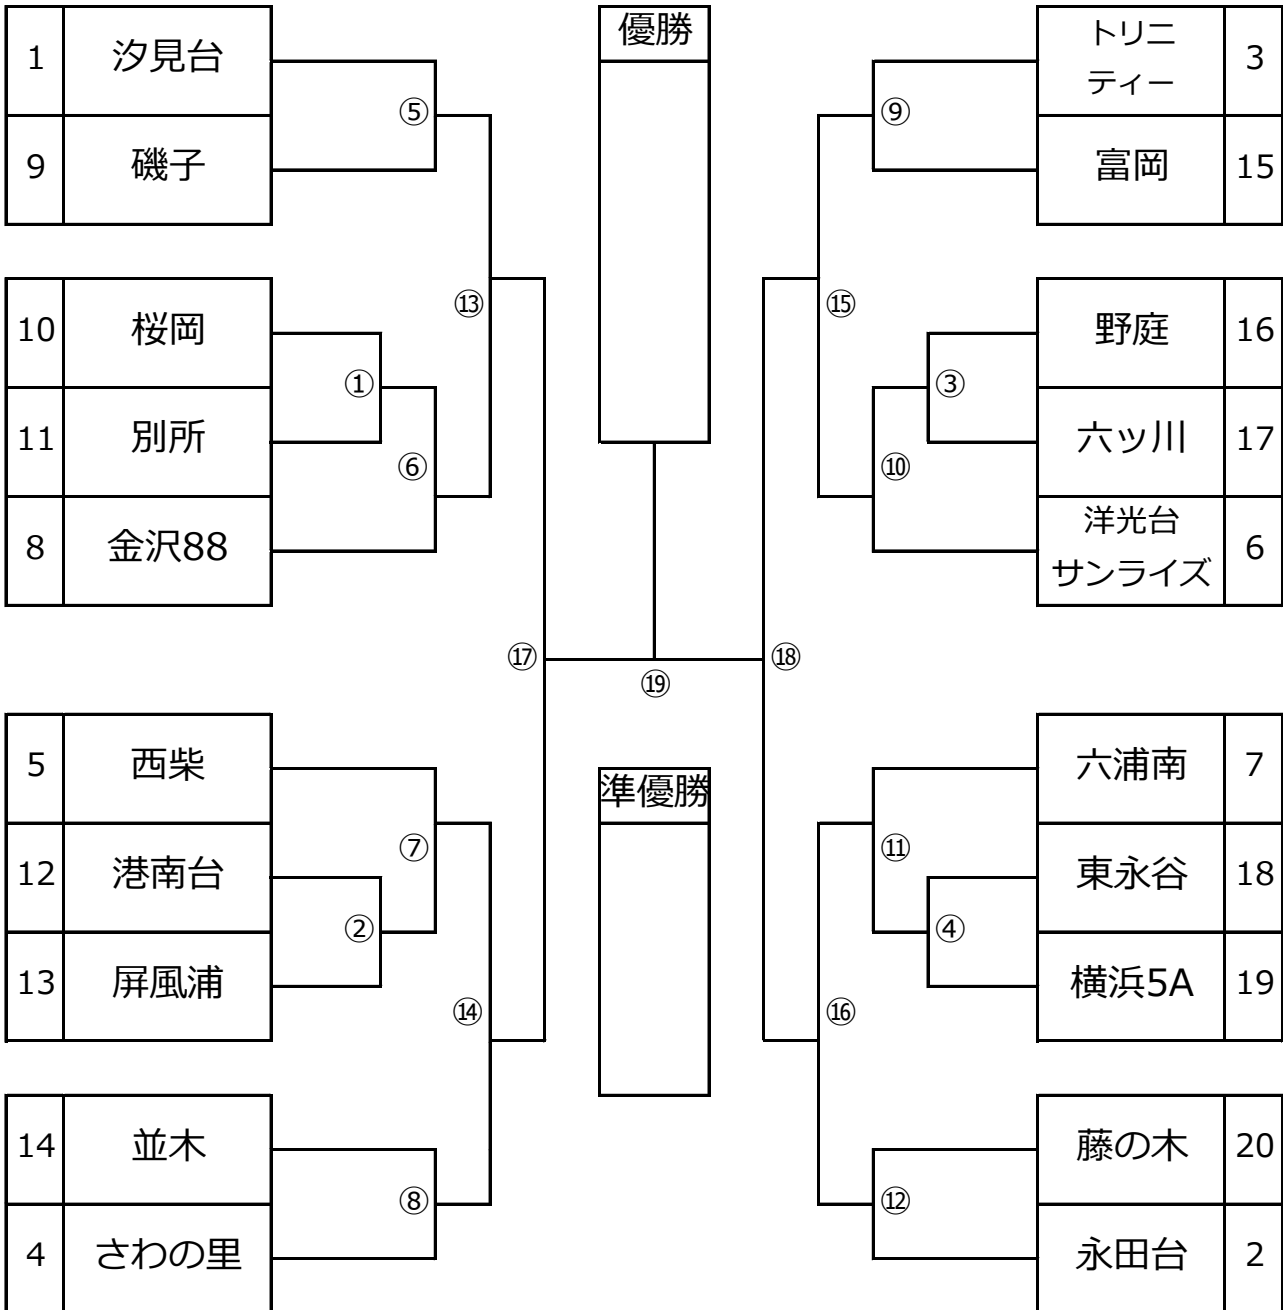 優勝
1 汐見台
⑤
9 磯子
10 桜岡
①
11 別所
⑥
8 金沢88
⑬
5 西柴
⑦
12 港南台
②
13 屏風浦
14 並木
⑧
4 さわの里
⑭
⑰
⑲
準優勝
トリニ
ティー 3
⑨
富岡 15
⑮
野庭 16
③
六ッ川 17
⑩
洋光台
サンライズ 6
⑱
六浦南 7
⑪
東永谷 18
④
横浜5A 19
⑯
藤の木 20
⑫
永田台 2